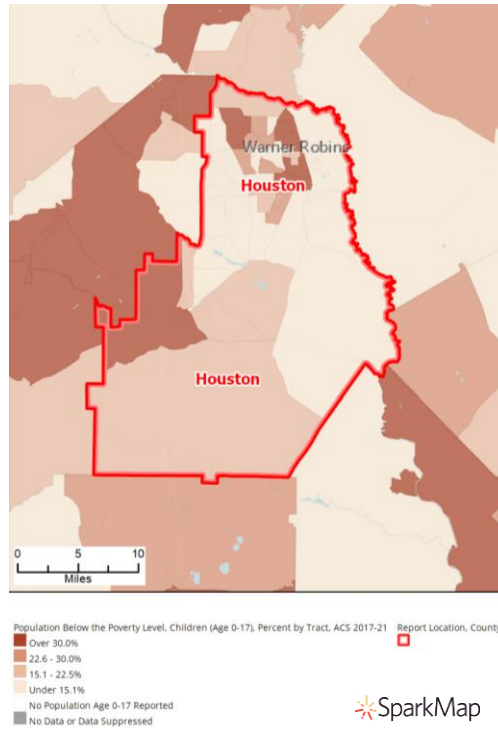 Warner Robins
Houston
Houston
0 5 10
Miles
Population Below the Poverty Level, Children (Age 0-17), Percent by Tract, ACS 2017-21
Over 30.0%
22.6 - 30.0%
15.1 - 22.5%
Under 15.1%
No Population Age 0-17 Reported
No Data or Data Suppressed
Report Location, County
SparkMap